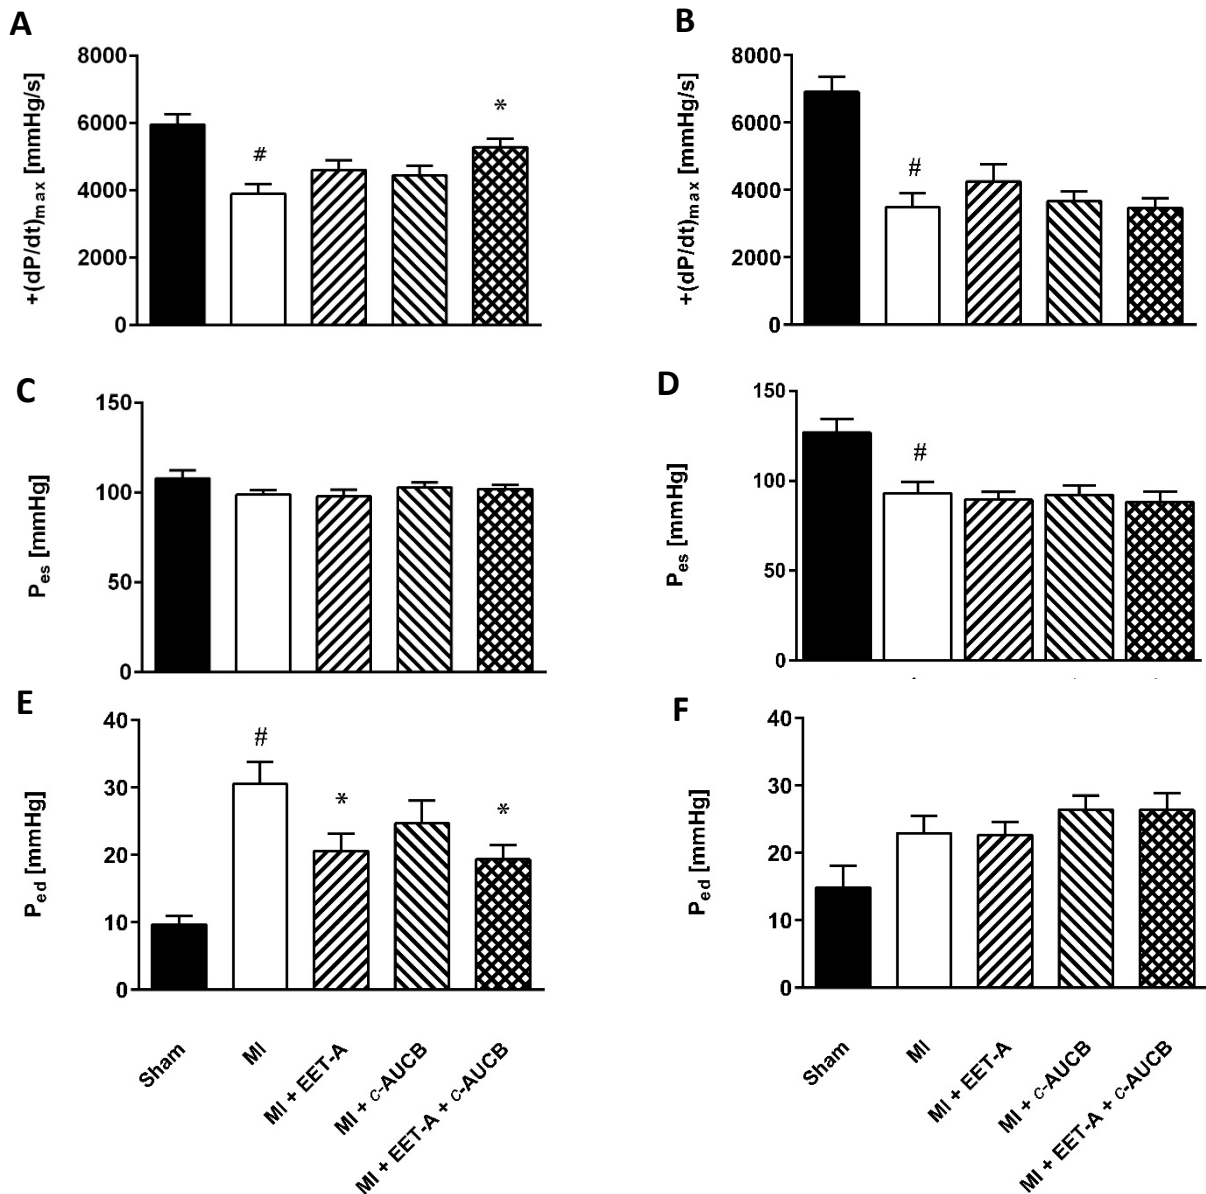 A
+(dP/dt)max [mmHg/s]
8000
6000
4000
2000
0
#
*
B
+(dP/dt)max [mmHg/s]
8000
6000
4000
2000
0
#
C
Pes [mmHg]
150
100
50
0
D
Pes [mmHg]
150
100
50
0
#
E
Ped [mmHg]
40
30
20
10
0
#
*
*
Sham
MI
MI + EET-A
MI + c-AUCB
MI + EET-A + c-AUCB
F
Ped [mmHg]
40
30
20
10
0
Sham
MI
MI + EET-A
MI + c-AUCB
MI + EET-A + c-AUCB